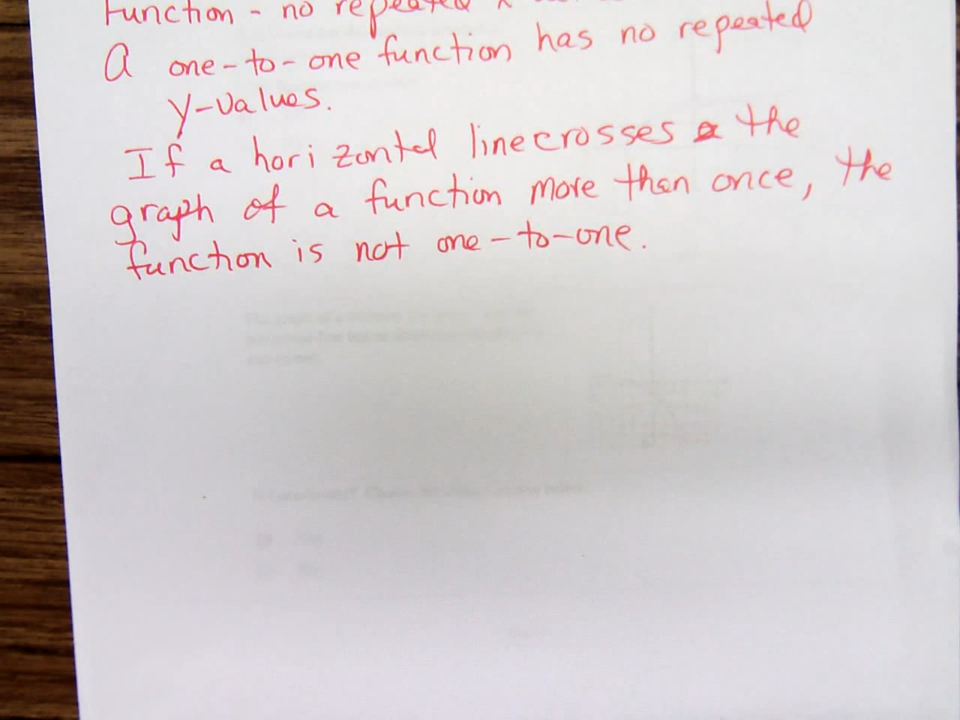 Function - no repeated x
A one-to-one function has no repeated
y-values.
If a horizontal line crosses the
graph of a function more than once, the
function is not one-to-one.